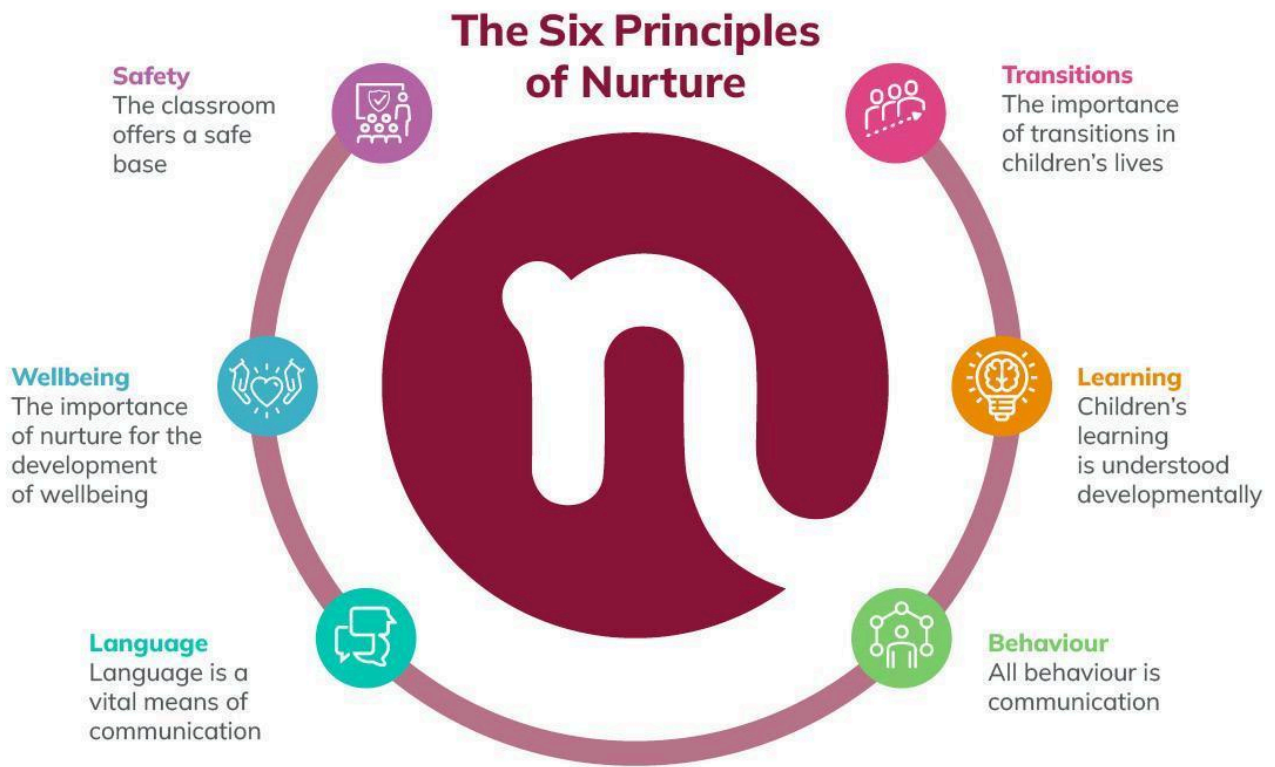 The Six Principles
of Nurture
Safety
The classroom
offers a safe
base
Transitions
The importance
of transitions in
children's lives
Wellbeing
The importance
of nurture for the
development
of wellbeing
n
Learning
Children's
learning
is understood
developmentally
Language
Language is a
vital means of
communication
Behaviour
All behaviour is
communication